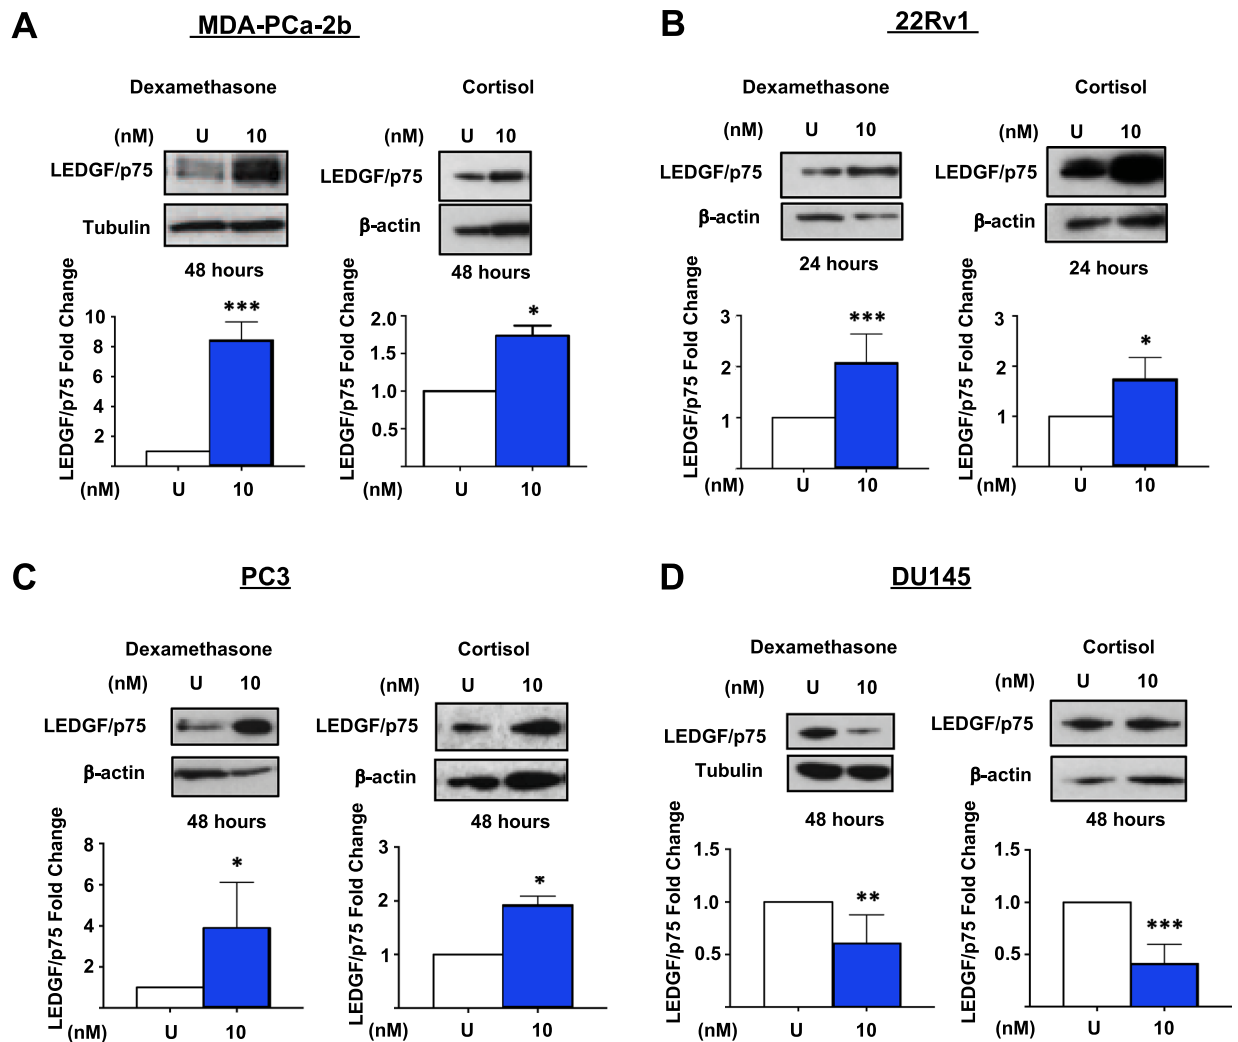 A
MDA-PCa-2b
Dexamethasone
Cortisol
(nM) U 10
(nM) U 10
LEDGF/p75
LEDGF/p75
Tubulin
β-actin
48 hours
48 hours
LEDGF/p75 Fold Change
10
8
6
4
2
***
(nM) U 10
LEDGF/p75 Fold Change
2.0
1.5
1.0
0.5
*
(nM) U 10
B
22Rv1
Dexamethasone
Cortisol
(nM) U 10
(nM) U 10
LEDGF/p75
LEDGF/p75
β-actin
β-actin
24 hours
24 hours
LEDGF/p75 Fold Change
3
2
1
***
(nM) U 10
LEDGF/p75 Fold Change
3
2
1
*
(nM) U 10
C
PC3
Dexamethasone
Cortisol
(nM) U 10
(nM) U 10
LEDGF/p75
LEDGF/p75
β-actin
β-actin
48 hours
48 hours
LEDGF/p75 Fold Change
8
6
4
2
*
(nM) U 10
LEDGF/p75 Fold Change
3
2
1
*
(nM) U 10
D
DU145
Dexamethasone
Cortisol
(nM) U 10
(nM) U 10
LEDGF/p75
LEDGF/p75
Tubulin
β-actin
48 hours
48 hours
LEDGF/p75 Fold Change
1.5
1.0
0.5
**
(nM) U 10
LEDGF/p75 Fold Change
1.5
1.0
0.5
***
(nM) U 10